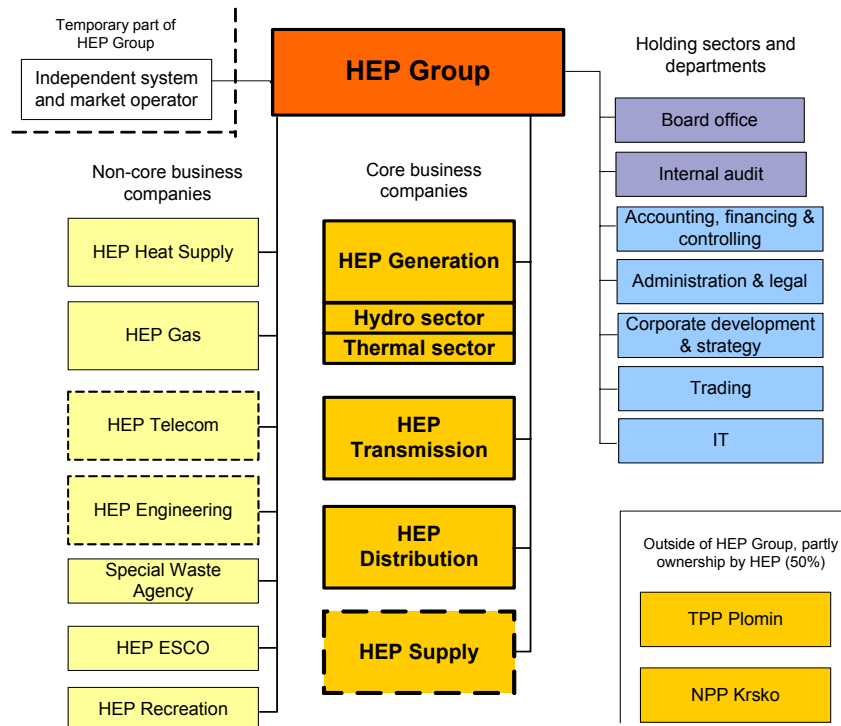 Temporary part of
HEP Group
Independent system
and market operator
HEP Group
Holding sectors and
departments
Board office
Internal audit
Accounting, financing &
controlling
Administration & legal
Corporate development
& strategy
Trading
IT
Non-core business
companies
HEP Heat Supply
HEP Gas
HEP Telecom
HEP Engineering
Special Waste
Agency
HEP ESCO
HEP Recreation
Core business
companies
HEP Generation
Hydro sector
Thermal sector
HEP
Transmission
HEP
Distribution
HEP Supply
Outside of HEP Group, partly
ownership by HEP (50%)
TPP Plomin
NPP Krsko